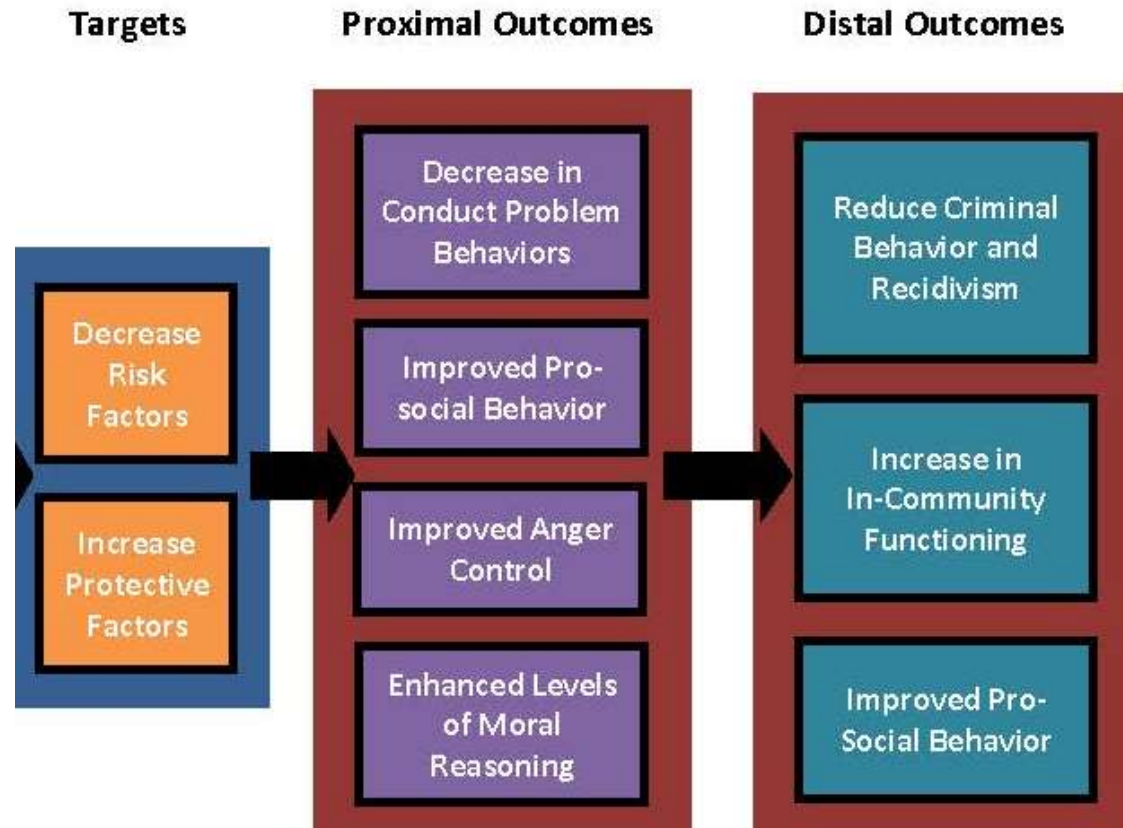 Targets
Proximal Outcomes
Distal Outcomes
Decrease
Risk
Factors
Increase
Protective
Factors
Decrease in
Conduct Problem
Behaviors
Improved Pro-
social Behavior
Improved Anger
Control
Enhanced Levels
of Moral
Reasoning
Reduce Criminal
Behavior and
Recidivism
Increase in
In-Community
Functioning
Improved Pro-
Social Behavior